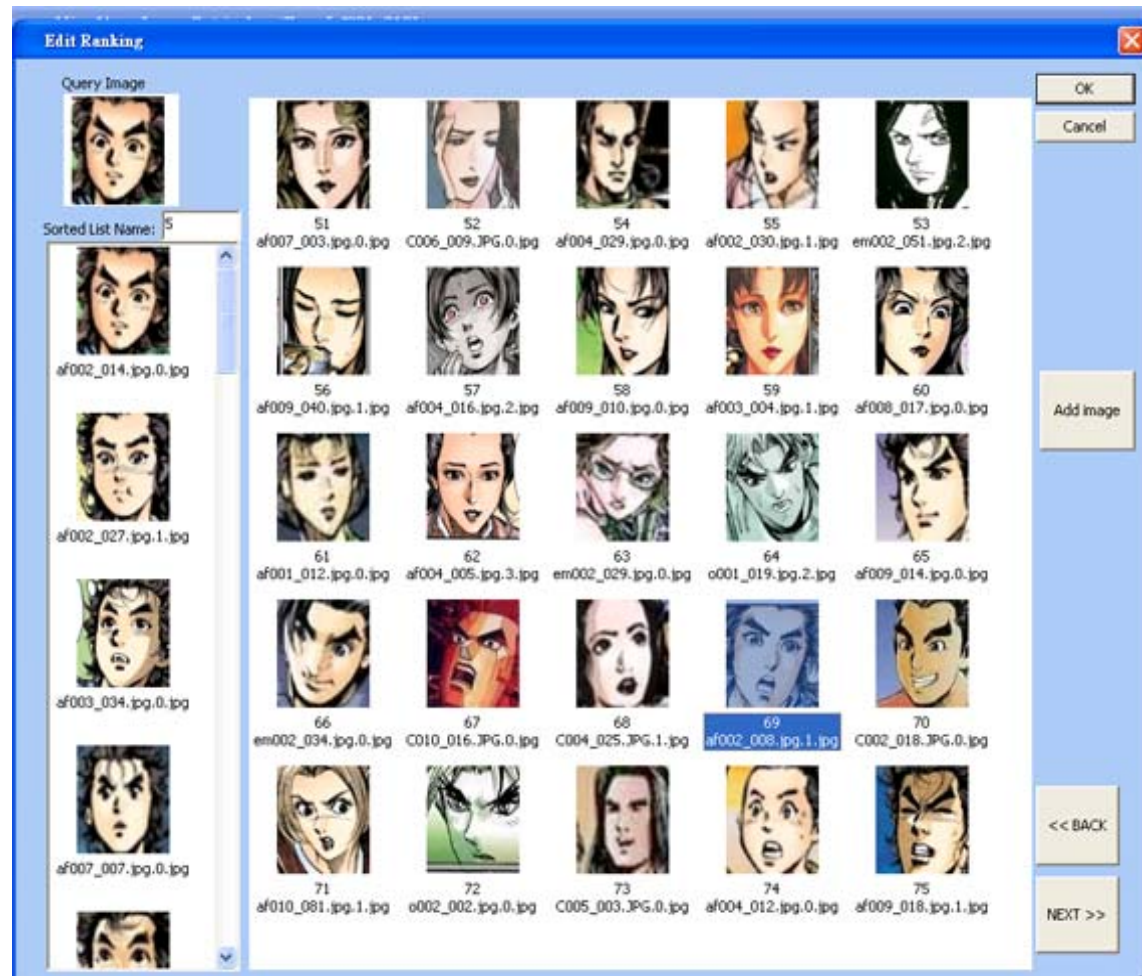 Edit Ranking
Query Image
Sorted List Name: 5
af002_014.jpg.0.jpg
af002_027.jpg.1.jpg
af003_034.jpg.0.jpg
af007_007.jpg.0.jpg
51 52 54 55 53
af007_003.jpg.0.jpg C006_009.JPG.0.jpg af004_029.jpg.0.jpg af002_030.jpg.1.jpg em002_051.jpg.2.jpg
56 57 58 59 60
af009_040.jpg.1.jpg af004_016.jpg.2.jpg af009_010.jpg.0.jpg af003_004.jpg.1.jpg af008_017.jpg.0.jpg
61 62 63 64 65
af001_012.jpg.0.jpg af004_005.jpg.3.jpg em002_029.jpg.0.jpg o001_019.jpg.2.jpg af009_014.jpg.0.jpg
66 67 68 69 70
em002_034.jpg.0.jpg C010_016.JPG.0.jpg C004_025.JPG.1.jpg af002_008.jpg.1.jpg C002_018.JPG.0.jpg
71 72 73 74 75
af010_081.jpg.1.jpg o002_002.jpg.0.jpg C005_003.JPG.0.jpg af004_012.jpg.0.jpg af009_018.jpg.1.jpg
OK
Cancel
Add image
<< BACK
NEXT >>